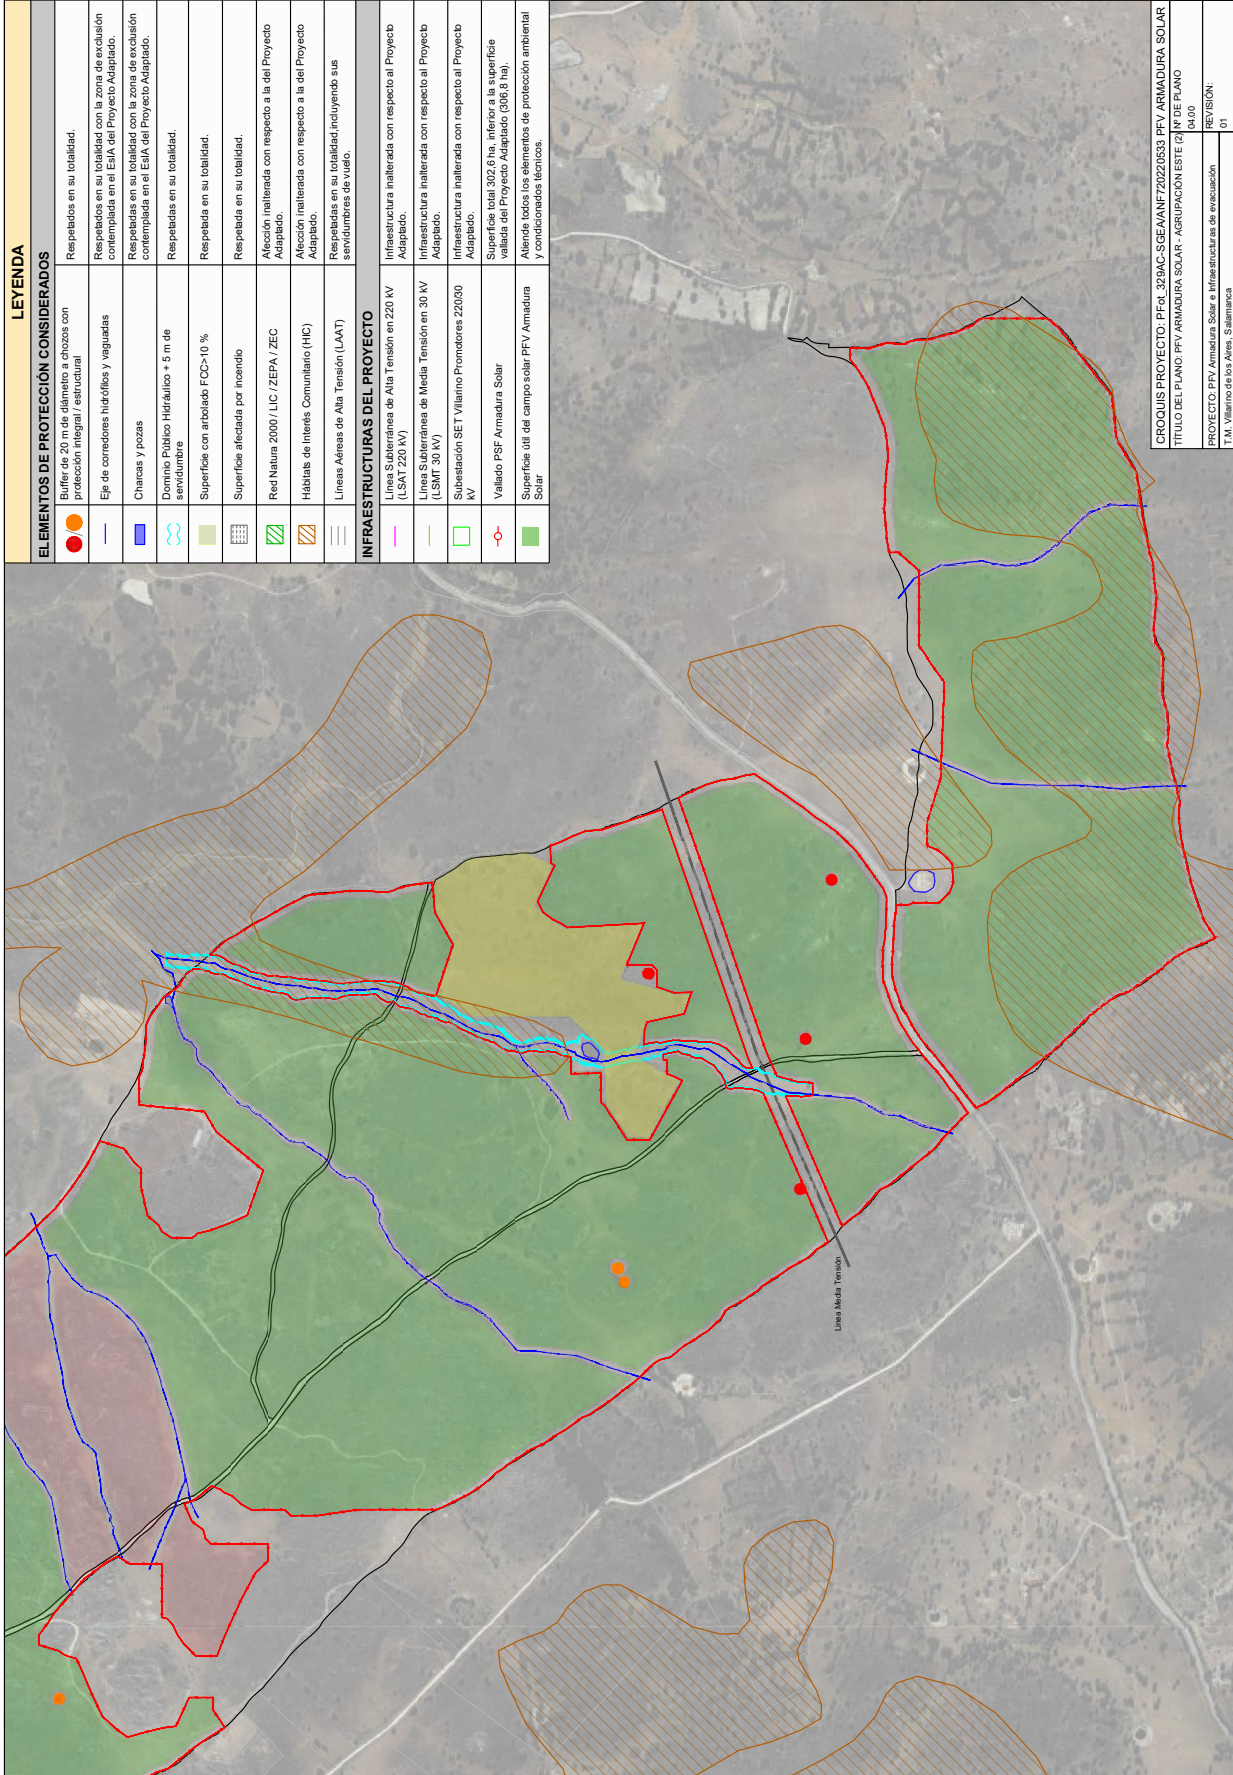 LEYENDA
ELEMENTOS DE PROTECCIÓN CONSIDERADOS
Buffer de 20 m de diámetro a chozos con
protección integral / estructural
Respetados en su totalidad.
Eje de corredores hidrófilos y vaguadas
Respetados en su totalidad con la zona de exclusión
contemplada en el EsIA del Proyecto Adaptado.
Charcas y pozas
Respetadas en su totalidad con la zona de exclusión
contemplada en el EsIA del Proyecto Adaptado.
Dominio Público Hidráulico + 5 m de
servidumbre
Respetadas en su totalidad.
Superficie con arbolado FCC>10 %
Respetada en su totalidad.
Superficie afectada por incendio
Respetada en su totalidad.
Red Natura 2000 / LIC / ZEPA / ZEC
Afección inalterada con respecto a la del Proyecto
Adaptado.
Hábitats de Interés Comunitario (HIC)
Afección inalterada con respecto a la del Proyecto
Adaptado.
Líneas Aéreas de Alta Tensión (LAAT)
Respetadas en su totalidad,incluyendo sus
servidumbres de vuelo.
INFRAESTRUCTURAS DEL PROYECTO
Línea Subterránea de Alta Tensión en 220 kV
(LSAT 220 kV)
Infraestructura inalterada con respecto al Proyecto
Adaptado.
Línea Subterránea de Media Tensión en 30 kV
(LSMT 30 kV)
Infraestructura inalterada con respecto al Proyecto
Adaptado.
Subestación SET Villarino Promotores 220/30
kV
Infraestructura inalterada con respecto al Proyecto
Adaptado.
Vallado PSF Armadura Solar
Superficie total 302,6 ha, inferior a la superficie
vallada del Proyecto Adaptado (306,8 ha).
Superficie útil del campo solar PFV Armadura
Solar
Atiende todos los elementos de protección ambiental
y condicionados técnicos.
Línea Media Tensión
CROQUIS PROYECTO: PFot_329AC-SGEA/ANF/20220533 PFV ARMADURA SOLAR
TÍTULO DEL PLANO: PFV ARMADURA SOLAR - AGRUPACIÓN ESTE (2)
Nº DE PLANO
04.00
PROYECTO: PFV Armadura Solar e Infraestructuras de evacuación
T.M. Villarino de los Aires, Salamanca
REVISIÓN:
01